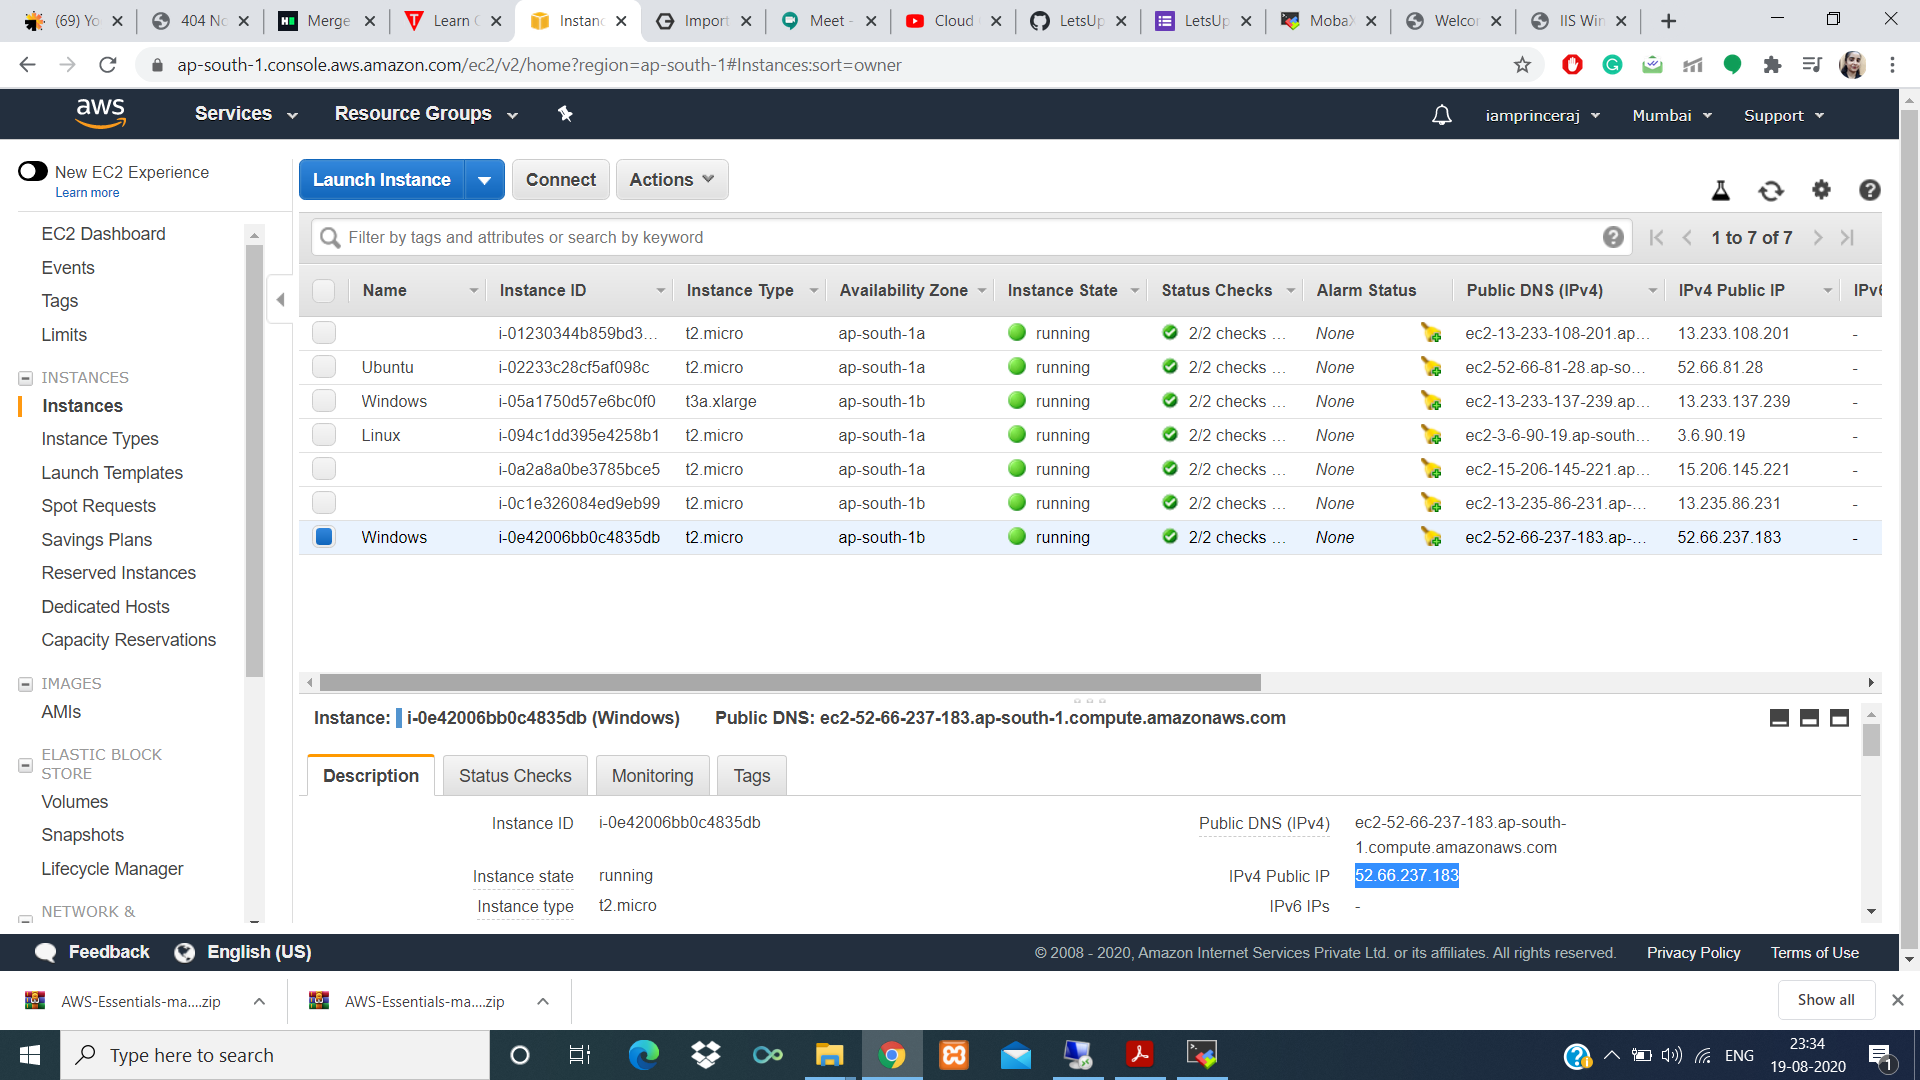 (69) Yo
404 No
Merge
Learn
Instanc
Import
Meet -
Cloud
LetsUp
LetsUp
MobaX
Welcor
IIS Win
ap-south-1.console.aws.amazon.com/ec2/v2/home?region=ap-south-1#Instances:sort=owner
aws
Services
Resource Groups
iamprinceraj
Mumbai
Support
New EC2 Experience
Learn more
Launch Instance
Connect
Actions
EC2 Dashboard
Events
Tags
Limits
INSTANCES
Instances
Instance Types
Launch Templates
Spot Requests
Savings Plans
Reserved Instances
Dedicated Hosts
Capacity Reservations
IMAGES
AMIs
ELASTIC BLOCK
STORE
Volumes
Snapshots
Lifecycle Manager
NETWORK &
Filter by tags and attributes or search by keyword
1 to 7 of 7
Name Instance ID Instance Type Availability Zone Instance State Status Checks Alarm Status Public DNS (IPv4) IPv4 Public IP IPv6
i-01230344b859bd3... t2.micro ap-south-1a running 2/2 checks ... None ec2-13-233-108-201.ap... 13.233.108.201 -
Ubuntu i-02233c28cf5af098c t2.micro ap-south-1a running 2/2 checks ... None ec2-52-66-81-28.ap-so... 52.66.81.28 -
Windows i-05a1750d57e6bc0f0 t3a.xlarge ap-south-1b running 2/2 checks ... None ec2-13-233-137-239.ap... 13.233.137.239 -
Linux i-094c1dd395e4258b1 t2.micro ap-south-1a running 2/2 checks ... None ec2-3-6-90-19.ap-south... 3.6.90.19 -
i-0a2a8a0be3785bce5 t2.micro ap-south-1a running 2/2 checks ... None ec2-15-206-145-221.ap... 15.206.145.221 -
i-0c1e326084ed9eb99 t2.micro ap-south-1b running 2/2 checks ... None ec2-13-235-86-231.ap-... 13.235.86.231 -
Windows i-0e42006bb0c4835db t2.micro ap-south-1b running 2/2 checks ... None ec2-52-66-237-183.ap-... 52.66.237.183 -
Instance: i-0e42006bb0c4835db (Windows) Public DNS: ec2-52-66-237-183.ap-south-1.compute.amazonaws.com
Description
Status Checks
Monitoring
Tags
Instance ID i-0e42006bb0c4835db
Instance state running
Instance type t2.micro
Public DNS (IPv4) ec2-52-66-237-183.ap-south-
1.compute.amazonaws.com
IPv4 Public IP 52.66.237.183
IPv6 IPs -
Feedback
English (US)
© 2008 - 2020, Amazon Internet Services Private Ltd. or its affiliates. All rights reserved.
Privacy Policy
Terms of Use
AWS-Essentials-ma....zip
AWS-Essentials-ma....zip
Show all
Type here to search
ENG
23:34
19-08-2020
1